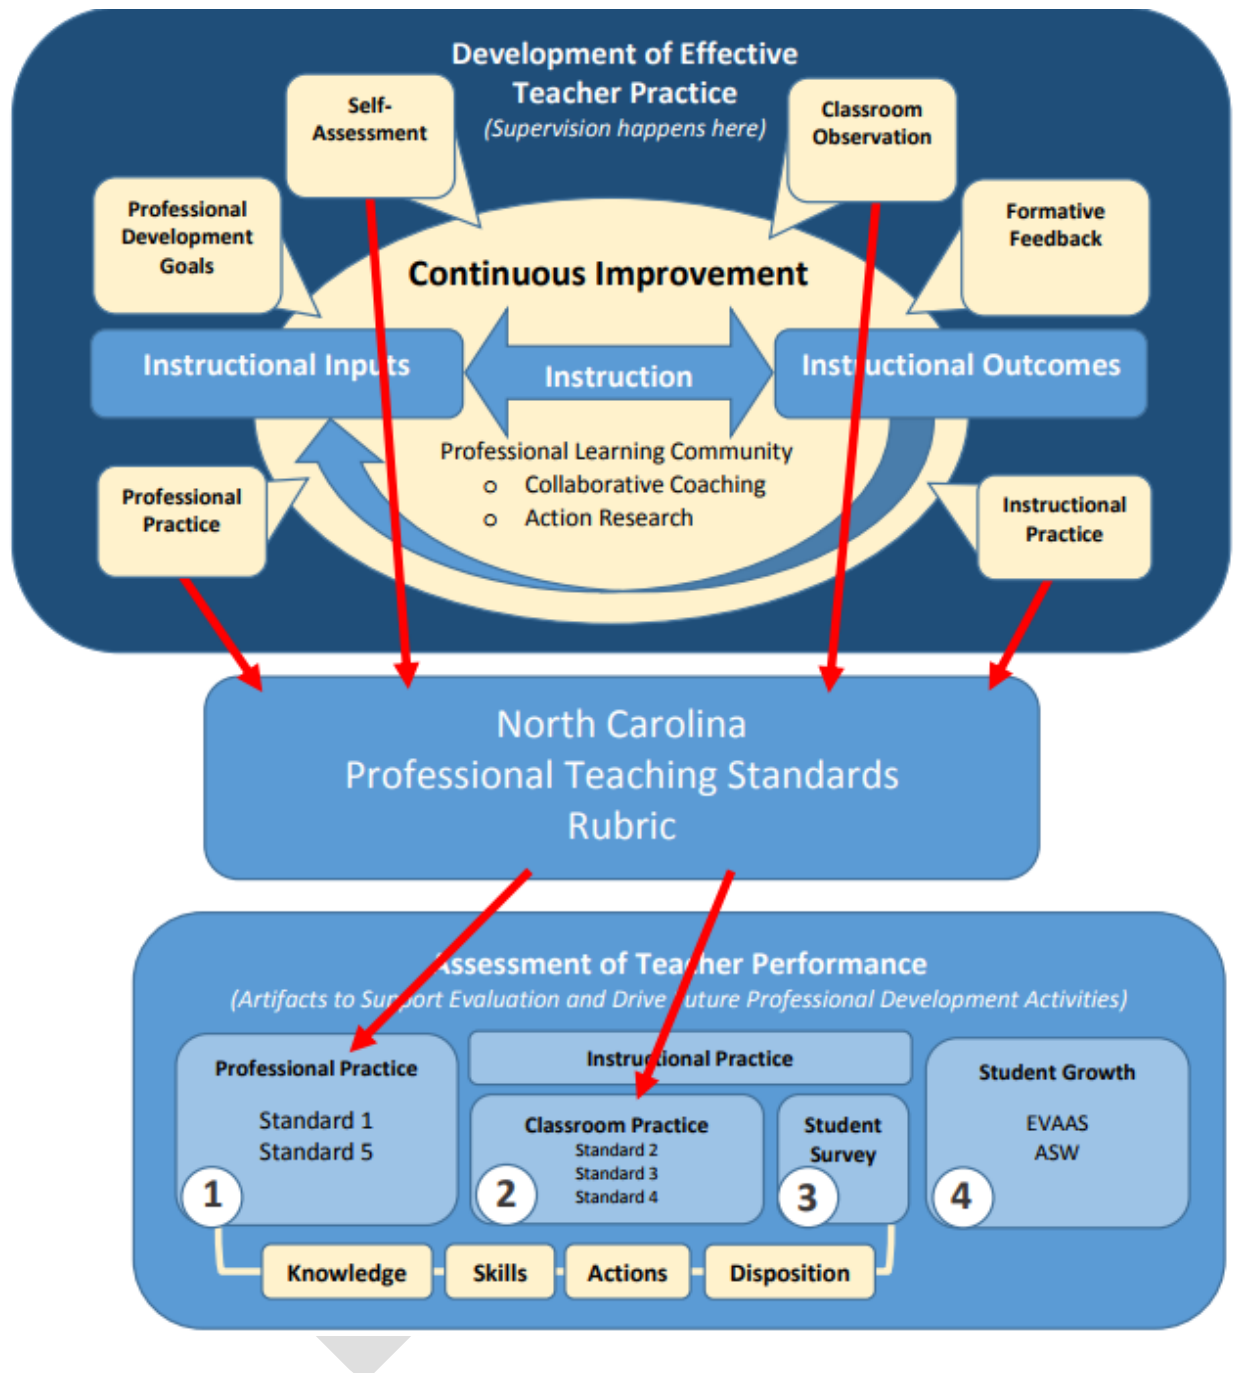 Development of Effective
Teacher Practice
(Supervision happens here)
Self-
Assessment
Classroom
Observation
Professional
Development
Goals
Formative
Feedback
Continuous Improvement
Instructional Inputs
Instruction
Instructional Outcomes
Professional Learning Community
o Collaborative Coaching
o Action Research
Professional
Practice
Instructional
Practice
North Carolina
Professional Teaching Standards
Rubric
Assessment of Teacher Performance
(Artifacts to Support Evaluation and Drive Future Professional Development Activities)
Professional Practice
Standard 1
Standard 5
1
Instructional Practice
Classroom Practice
Standard 2
Standard 3
Standard 4
2
Student
Survey
3
Student Growth
EVAAS
ASW
4
Knowledge
Skills
Actions
Disposition